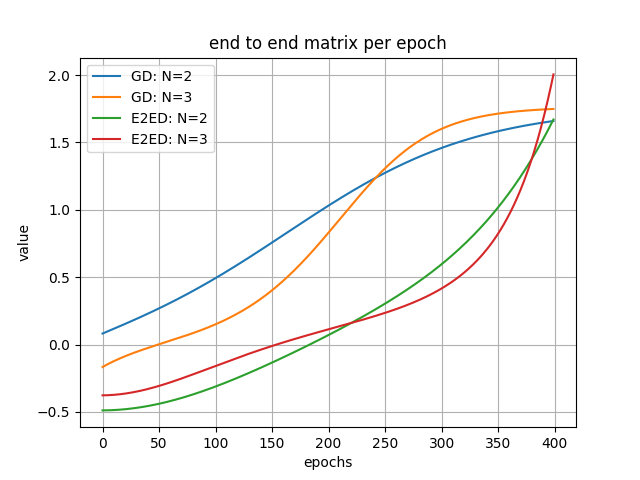 end to end matrix per epoch
GD: N=2
GD: N=3
E2ED: N=2
E2ED: N=3
2.0
1.5
1.0
0.5
0.0
−0.5
value
0 50 100 150 200 250 300 350 400
epochs